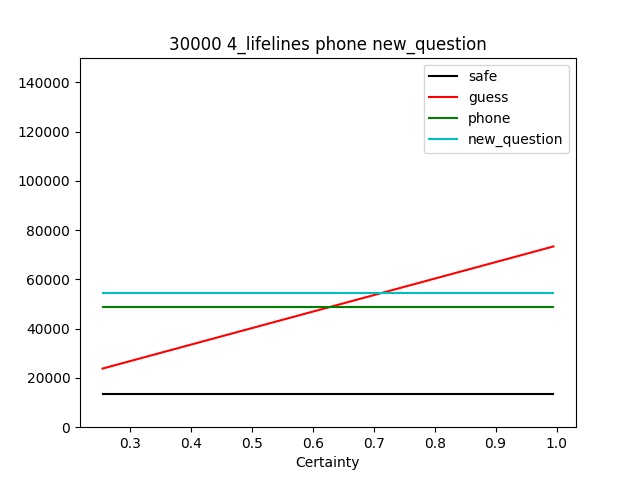 30000 4_lifelines phone new_question
safe
guess
phone
new_question
140000
120000
100000
80000
60000
40000
20000
0
0.3 0.4 0.5 0.6 0.7 0.8 0.9 1.0
Certainty